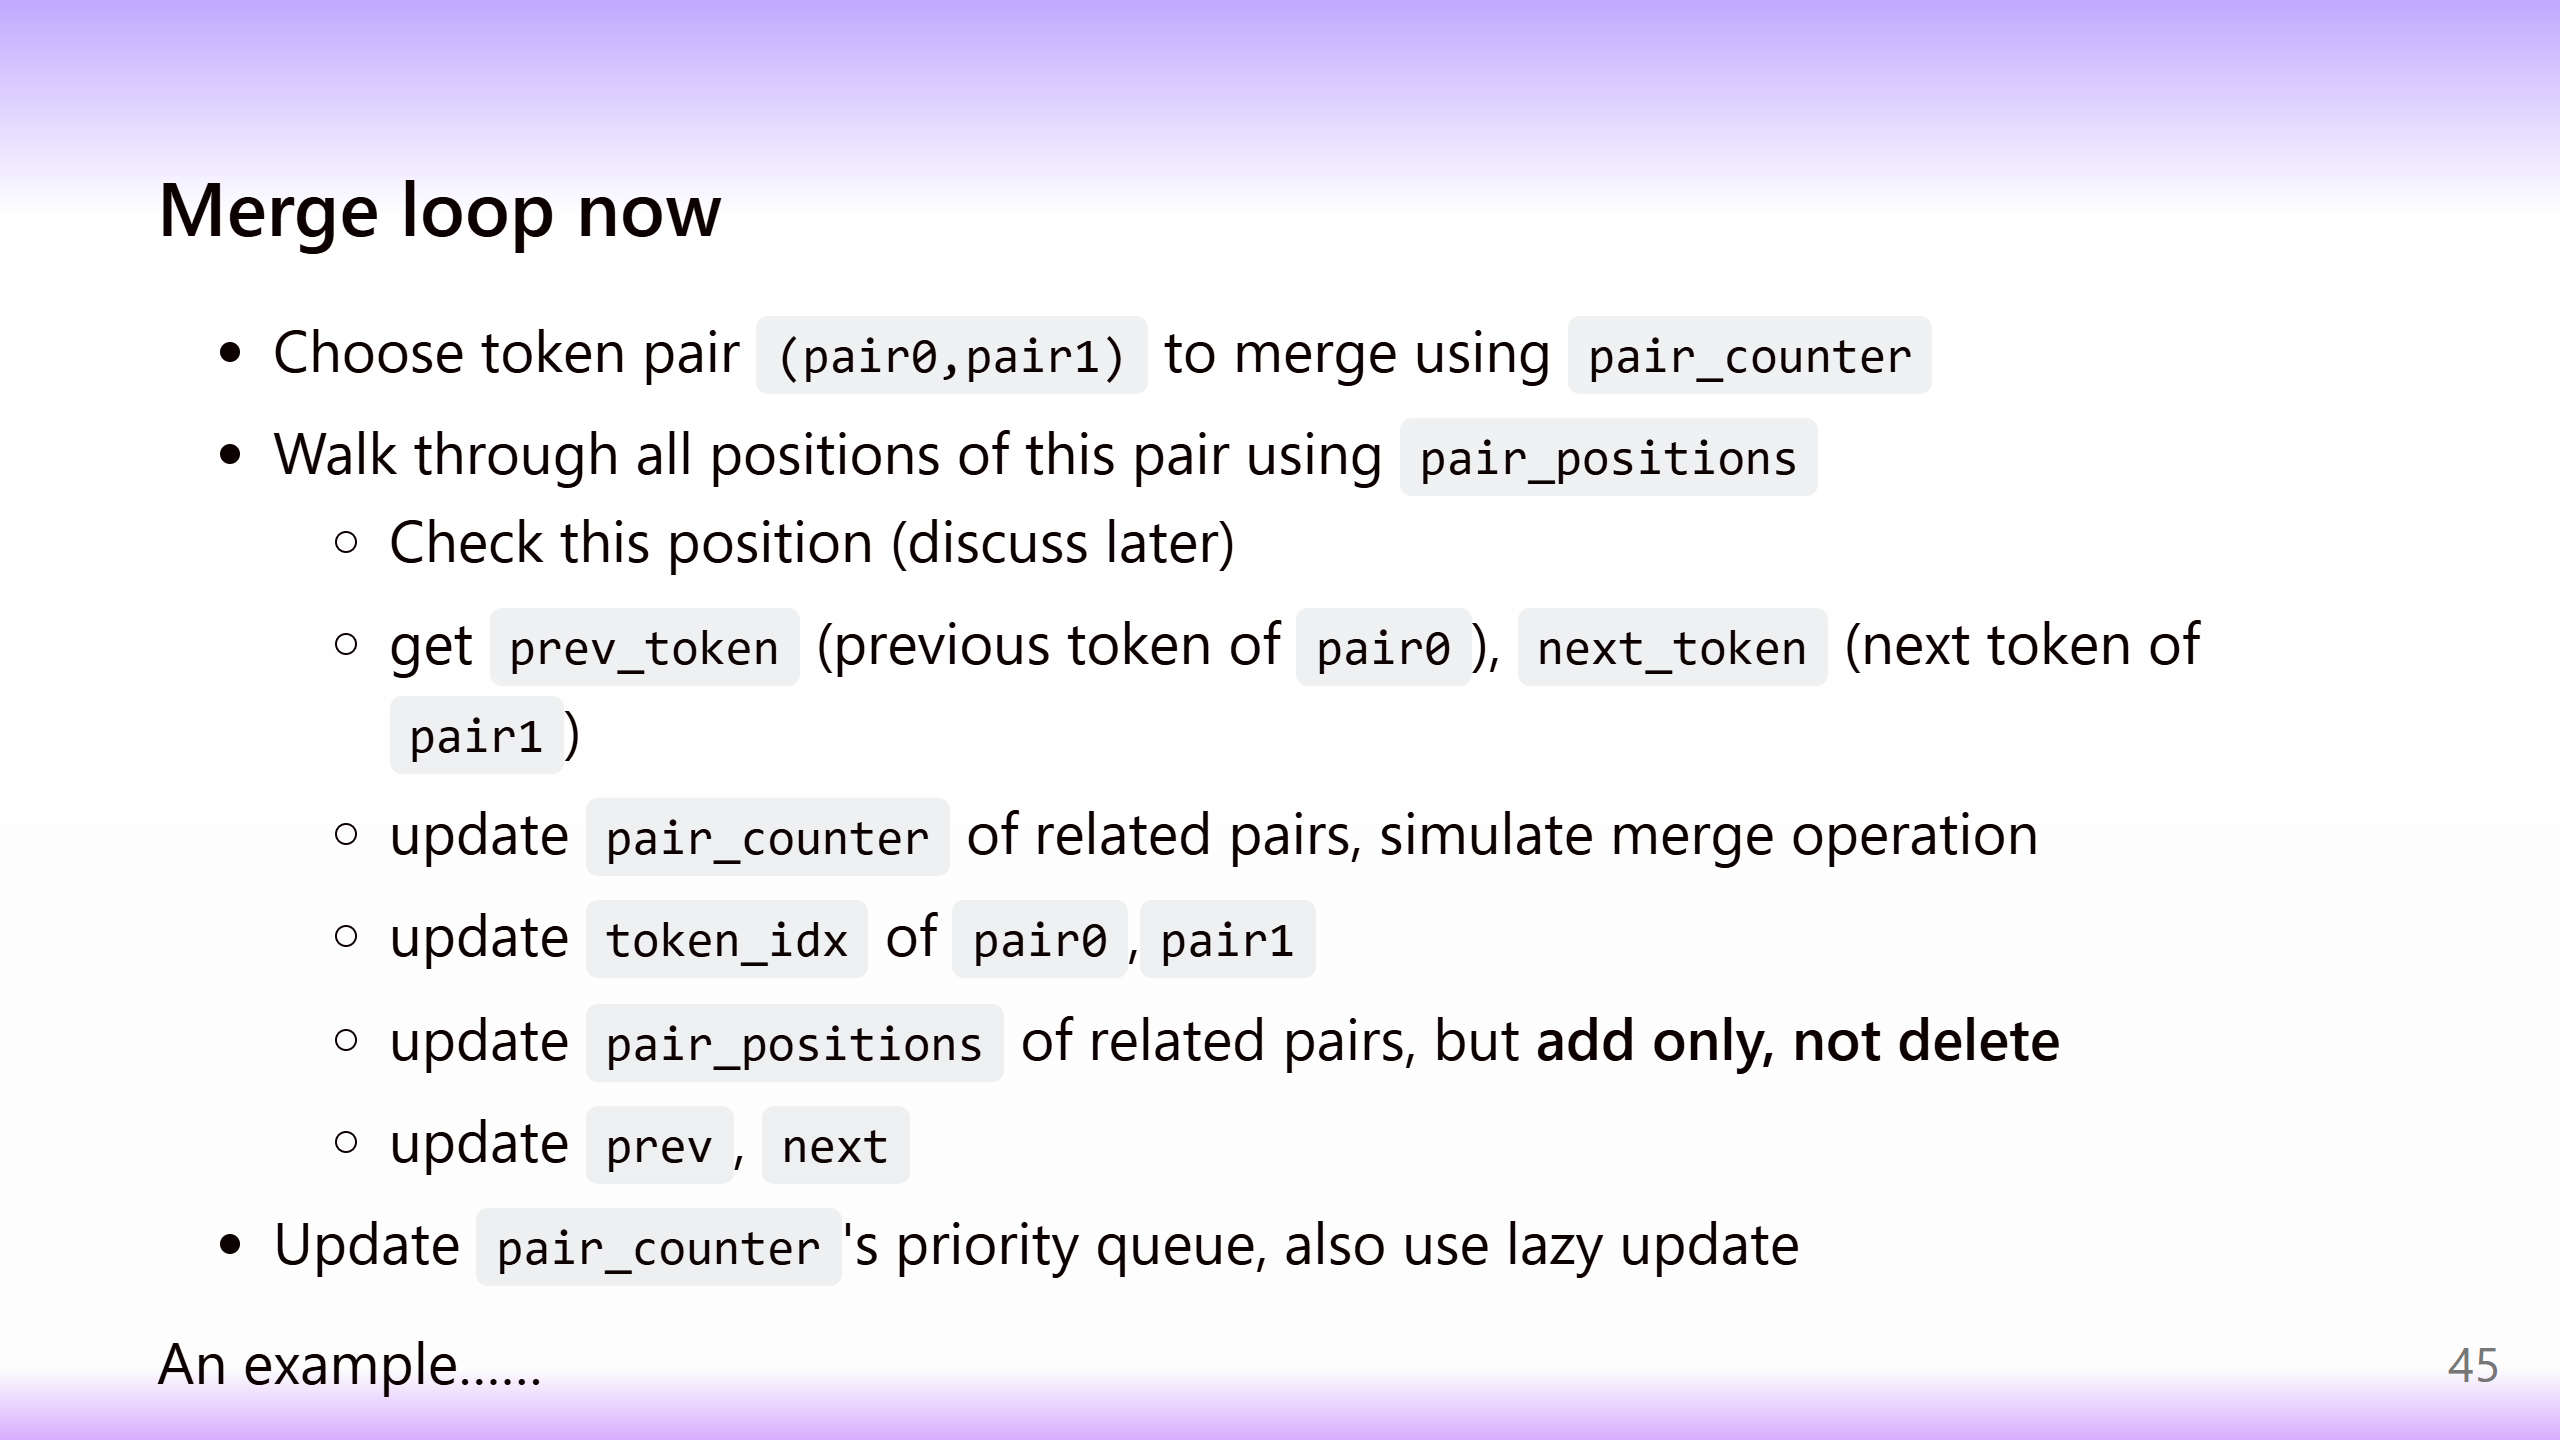 Merge loop now
• Choose token pair (pair0,pair1) to merge using pair_counter
• Walk through all positions of this pair using pair_positions
○ Check this position (discuss later)
○ get prev_token (previous token of pair0), next_token (next token of
pair1)
○ update pair_counter of related pairs, simulate merge operation
○ update token_idx of pair0,pair1
○ update pair_positions of related pairs, but add only, not delete
○ update prev, next
• Update pair_counter's priority queue, also use lazy update
An example......
45